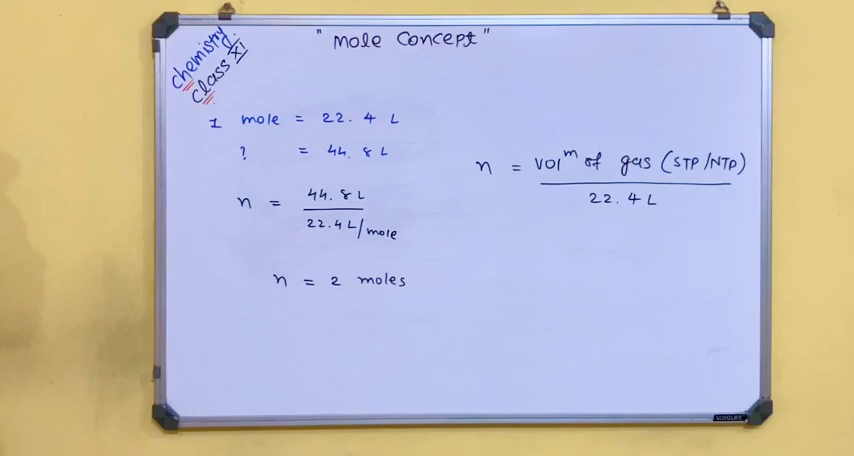 Chemistry
Class XI
"Mole Concept"
1 mole = 22.4 L
? = 44.8 L
n = 44.8 L / 22.4 L/mole
n = 2 moles
n = Volᵐ of gas (STP/NTP) / 22.4 L
SCHOLAR